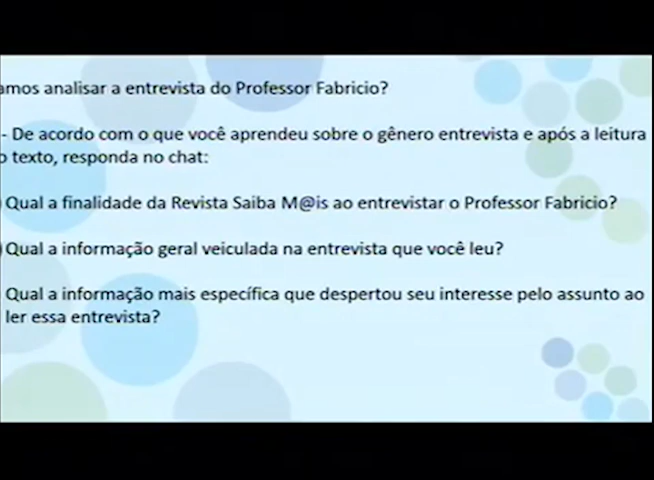 amos analisar a entrevista do Professor Fabricio?
- De acordo com o que você aprendeu sobre o gênero entrevista e após a leitura
o texto, responda no chat:
) Qual a finalidade da Revista Saiba M@is ao entrevistar o Professor Fabricio?
) Qual a informação geral veiculada na entrevista que você leu?
Qual a informação mais específica que despertou seu interesse pelo assunto ao
ler essa entrevista?